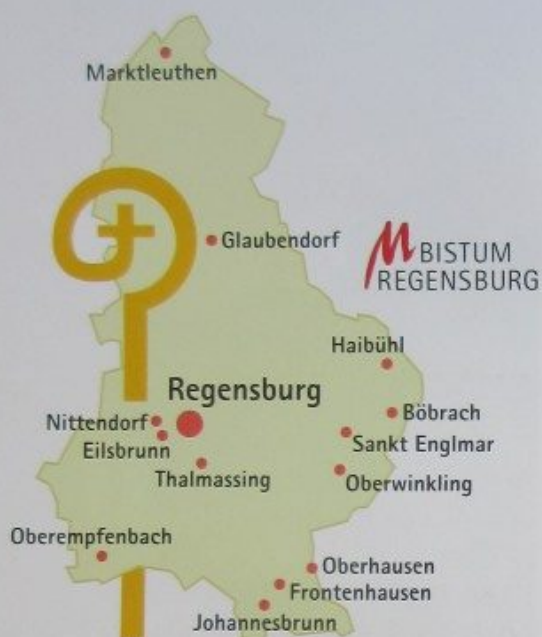 Marktleuthen
Glaubendorf
BISTUM
REGENSBURG
Haibühl
Regensburg
Böbrach
Nittendorf
Sankt Englmar
Eilsbrunn
Thalmassing
Oberwinkling
Oberempfenbach
Oberhausen
Frontenhausen
Johannesbrunn